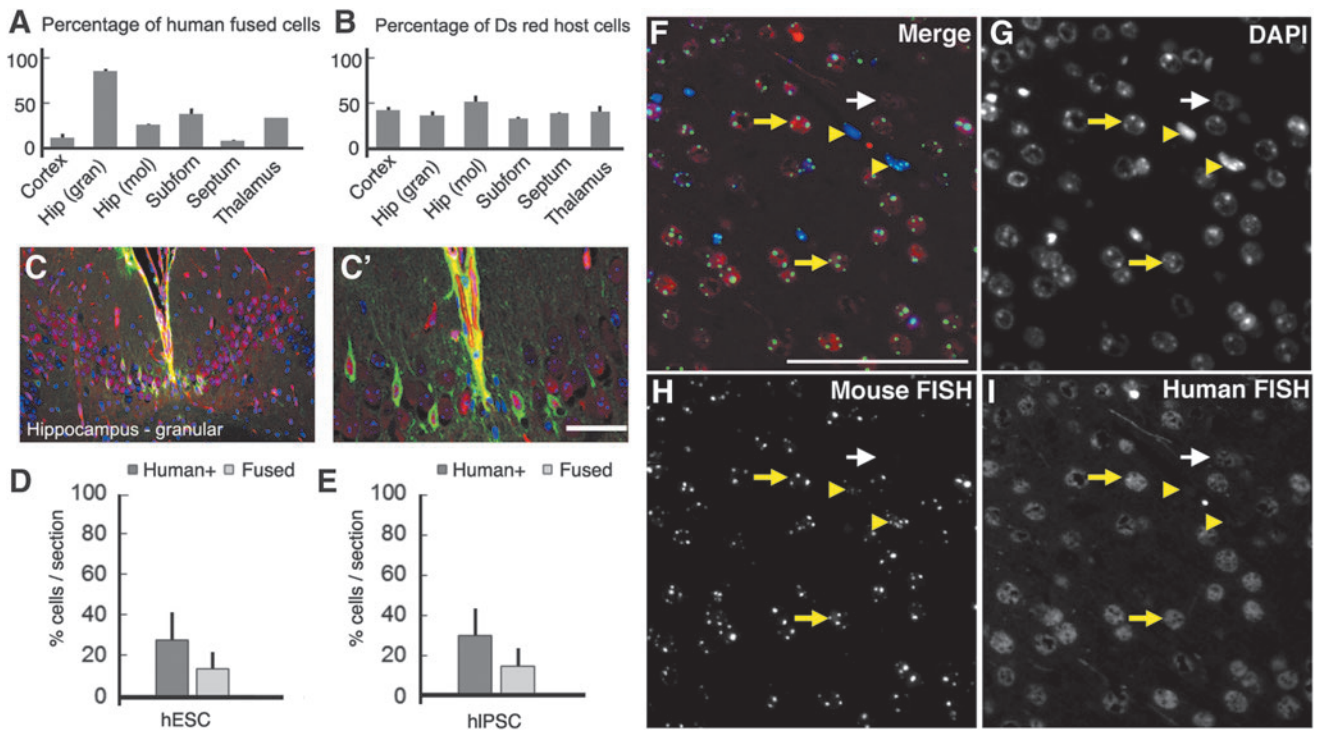 A Percentage of human fused cells
100
50
0
Cortex
Hip (gran)
Hip (mol)
Subforn
Septum
Thalamus
B Percentage of Ds red host cells
100
50
0
Cortex
Hip (gran)
Hip (mol)
Subforn
Septum
Thalamus
C
Hippocampus - granular
C'
D
Human+ Fused
% cells / section
100
80
60
40
20
0
hESC
E
Human+ Fused
% cells / section
100
80
60
40
20
0
hIPSC
F Merge
G DAPI
H Mouse FISH
I Human FISH